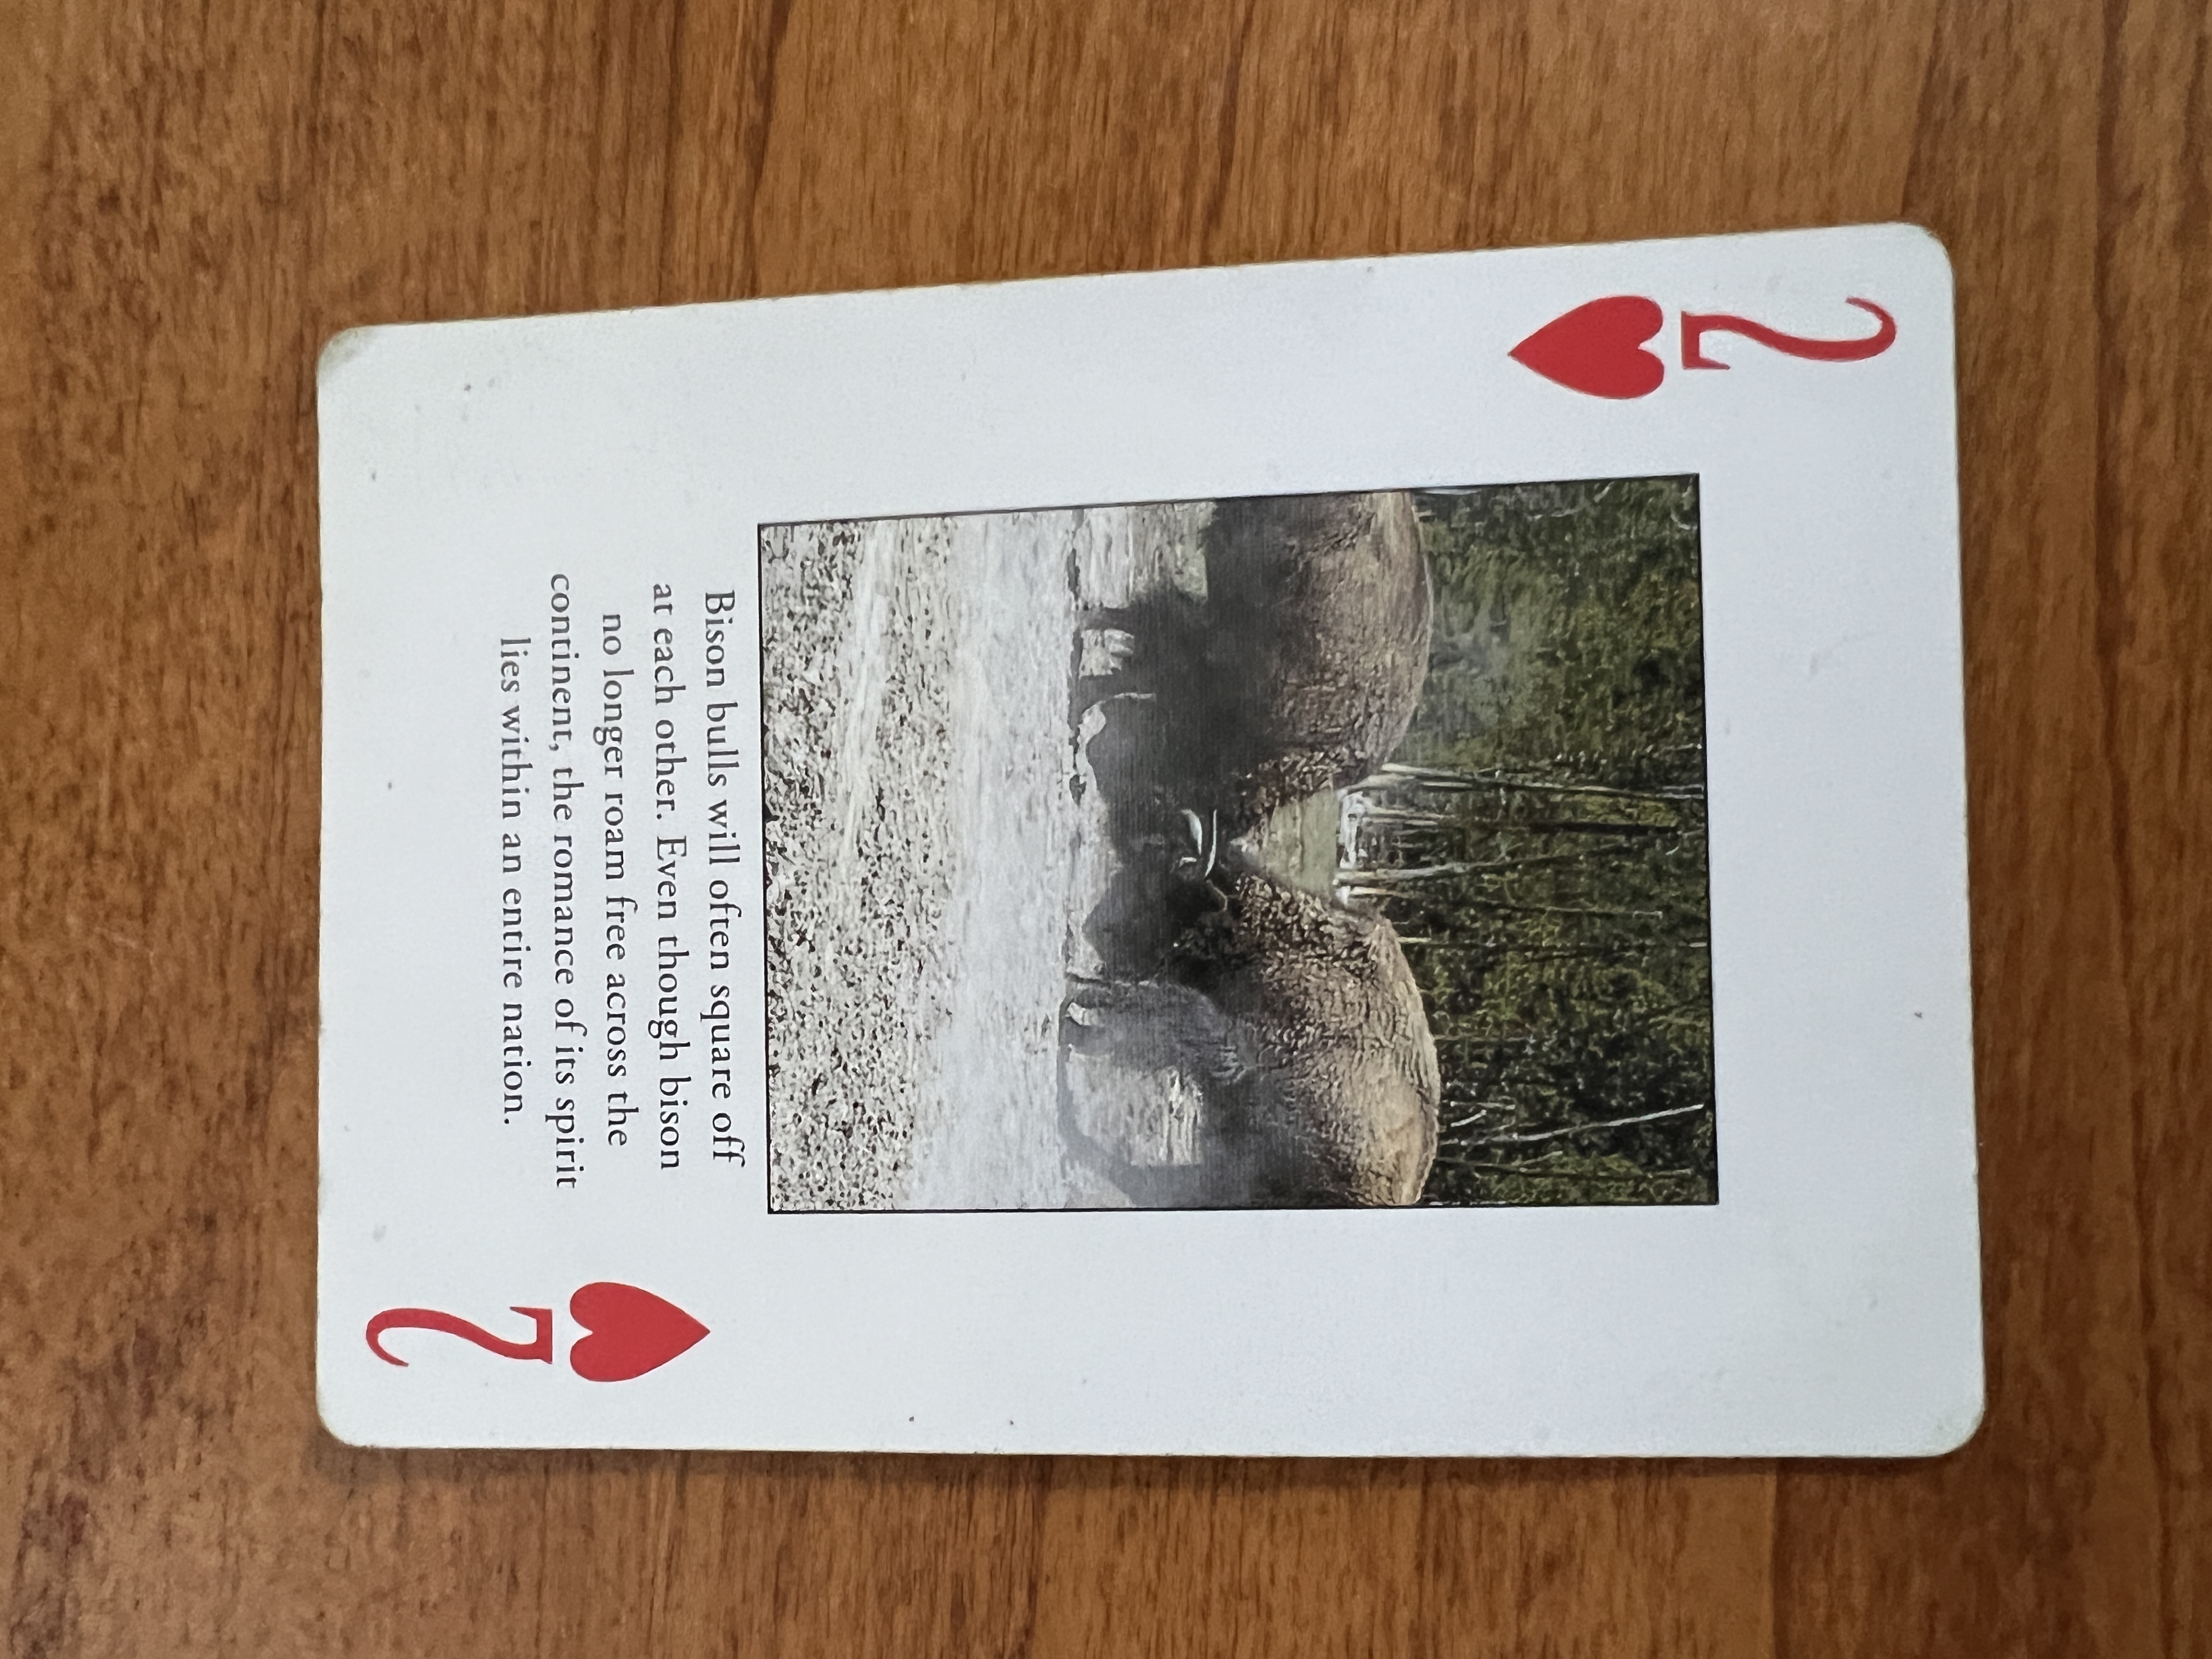 2
Bison bulls will often square off
at each other. Even though bison
no longer roam free across the
continent, the romance of its spirit
lies within an entire nation.
2